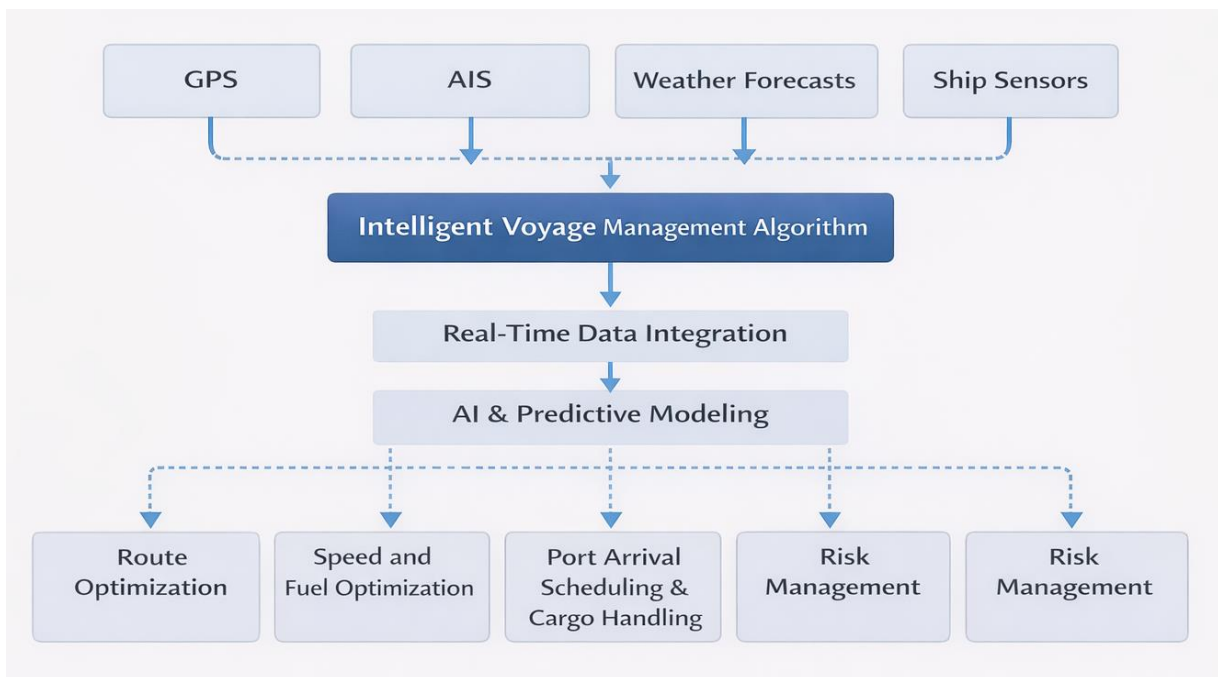 GPS
AIS
Weather Forecasts
Ship Sensors
Intelligent Voyage Management Algorithm
Real-Time Data Integration
AI & Predictive Modeling
Route
Optimization
Speed and
Fuel Optimization
Port Arrival
Scheduling &
Cargo Handling
Risk
Management
Risk
Management